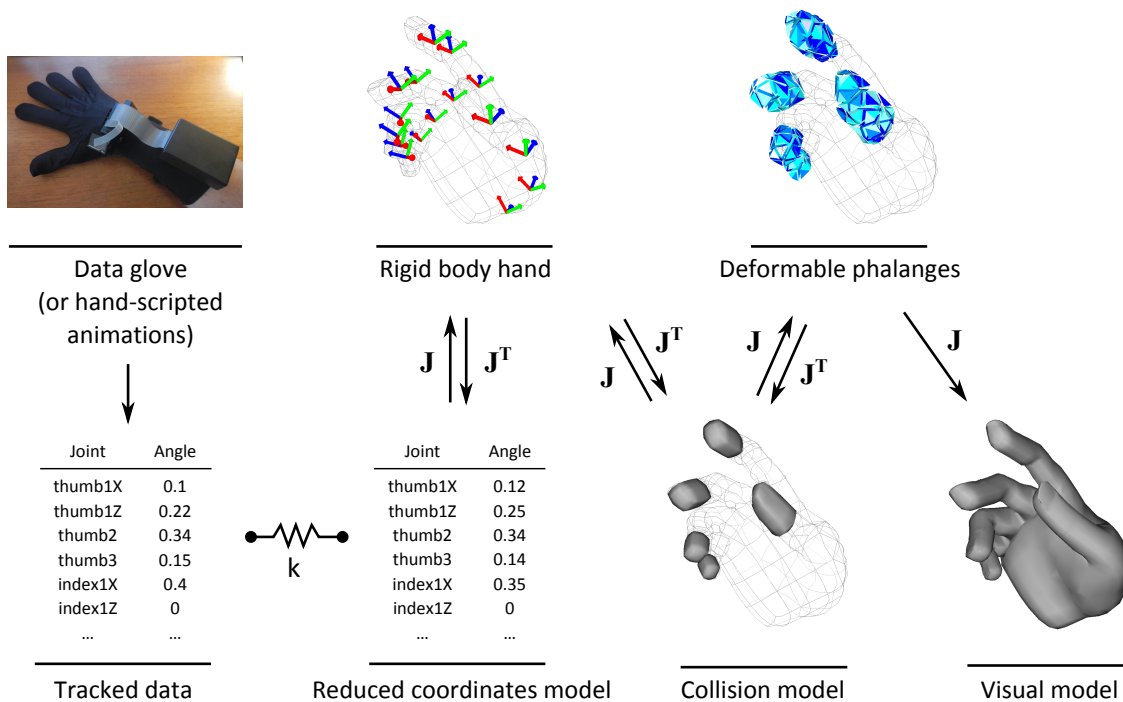 Data glove
(or hand-scripted
animations)
Rigid body hand
Deformable phalanges
J
J^T
J
J^T
J
J^T
J
Joint Angle
thumb1X 0.1
thumb1Z 0.22
thumb2 0.34
thumb3 0.15
index1X 0.4
index1Z 0
... ...
k
Joint Angle
thumb1X 0.12
thumb1Z 0.25
thumb2 0.34
thumb3 0.14
index1X 0.35
index1Z 0
... ...
Tracked data
Reduced coordinates model
Collision model
Visual model